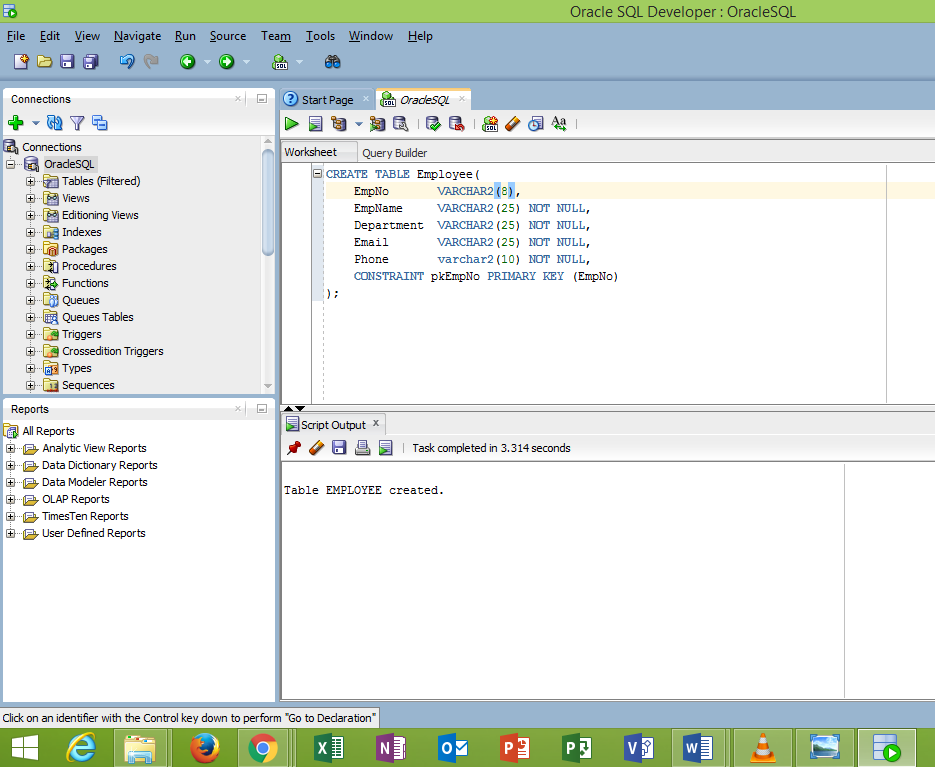 Oracle SQL Developer : OracleSQL
File Edit View Navigate Run Source Team Tools Window Help
Connections
Connections
OracleSQL
Tables (Filtered)
Views
Editioning Views
Indexes
Packages
Procedures
Functions
Queues
Queues Tables
Triggers
Crossedition Triggers
Types
Sequences
Reports
All Reports
Analytic View Reports
Data Dictionary Reports
Data Modeler Reports
OLAP Reports
TimesTen Reports
User Defined Reports
Start Page OracleSQL
Worksheet Query Builder
CREATE TABLE Employee(
EmpNo VARCHAR2(8),
EmpName VARCHAR2(25) NOT NULL,
Department VARCHAR2(25) NOT NULL,
Email VARCHAR2(25) NOT NULL,
Phone varchar2(10) NOT NULL,
CONSTRAINT pkEmpNo PRIMARY KEY (EmpNo)
);
Script Output
Task completed in 3.314 seconds
Table EMPLOYEE created.
Click on an identifier with the Control key down to perform "Go to Declaration"